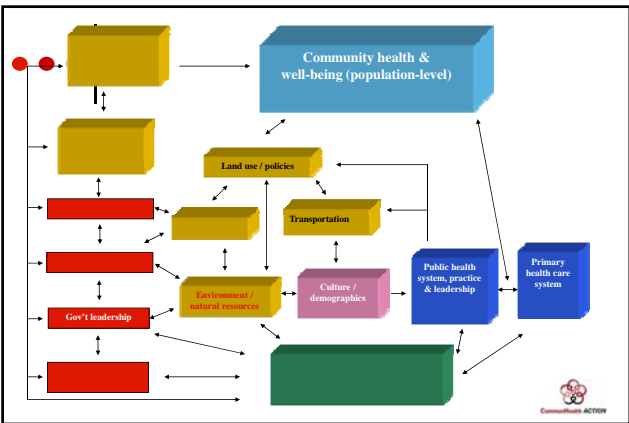 Community health &
well-being (population-level)
Land use / policies
Transportation
Environment /
natural resources
Culture /
demographics
Public health
system, practice
& leadership
Primary
health care
system
Gov't leadership
CommonHealth ACTION